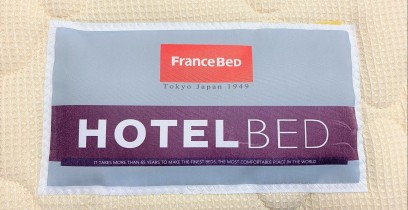 FRANCEBED
Tokyo Japan 1949
HOTELBED
IT TAKES MORE THAN 65 YEARS TO MAKE THE FINEST BEDS, THE MOST COMFORTABLE PLACE IN THE WORLD